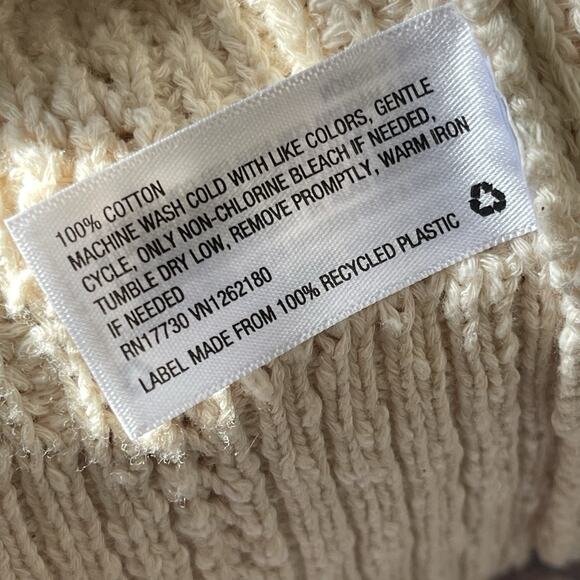 100% COTTON
MACHINE WASH COLD WITH LIKE COLORS, GENTLE
CYCLE, ONLY NON-CHLORINE BLEACH IF NEEDED,
TUMBLE DRY LOW, REMOVE PROMPTLY, WARM IRON
IF NEEDED
RN17730 VN1262180
LABEL MADE FROM 100% RECYCLED PLASTIC